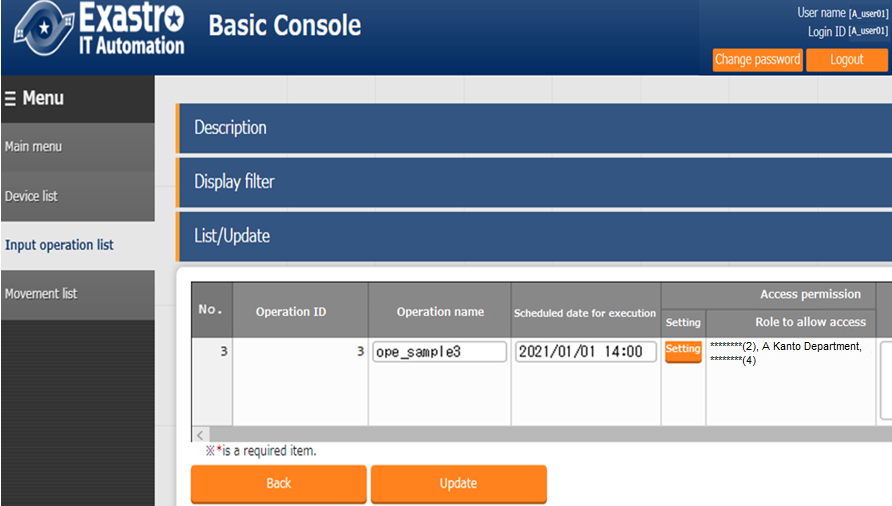 Exastro
IT Automation
Basic Console
User name [A_user01]
Login ID [A_user01]
Change password
Logout
Menu
Main menu
Device list
Input operation list
Movement list
Description
Display filter
List/Update
No.
Operation ID
Operation name
Scheduled date for execution
Access permission
Setting
Role to allow access
3
3
ope_sample3
2021/01/01 14:00
Setting
********(2), A Kanto Department,
********(4)
※*is a required item.
Back
Update